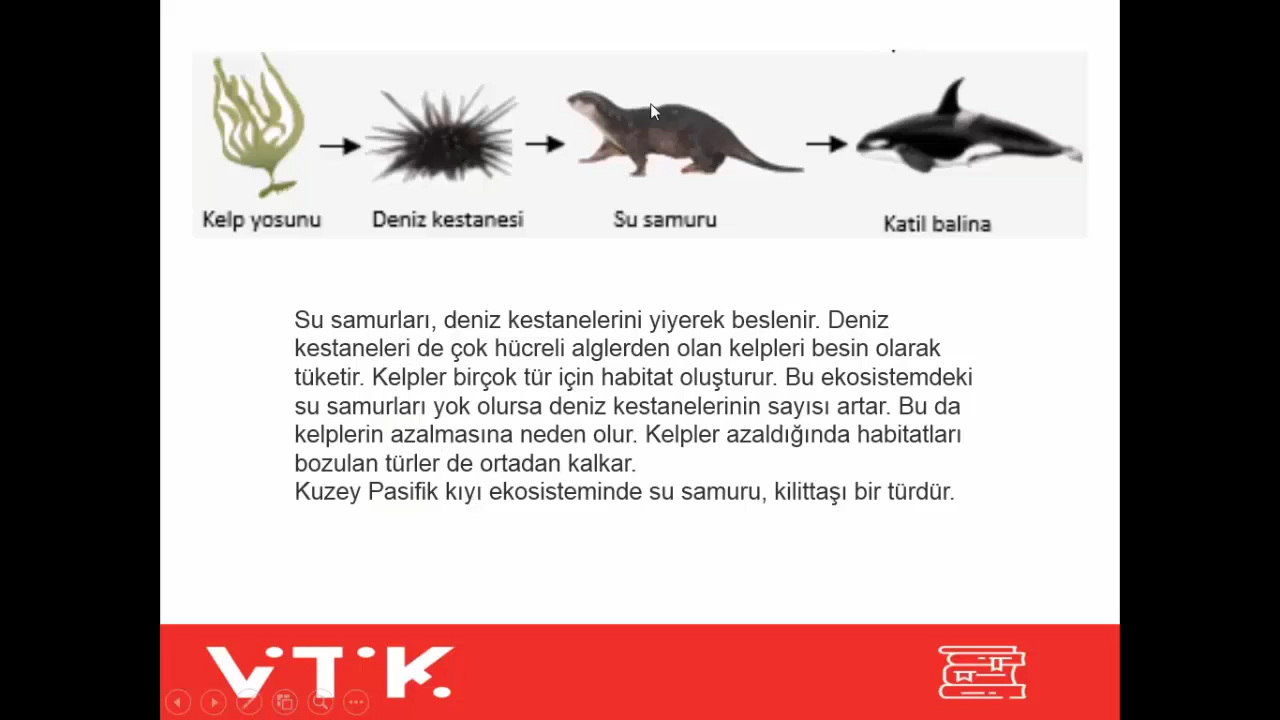 Kelp yosunu Deniz kestanesi Su samuru Katil balina
Su samurları, deniz kestanelerini yiyerek beslenir. Deniz
kestaneleri de çok hücreli alglerden olan kelpleri besin olarak
tüketir. Kelpler birçok tür için habitat oluşturur. Bu ekosistemdeki
su samurları yok olursa deniz kestanelerinin sayısı artar. Bu da
kelplerin azalmasına neden olur. Kelpler azaldığında habitatları
bozulan türler de ortadan kalkar.
Kuzey Pasifik kıyı ekosisteminde su samuru, kilittaşı bir türdür.
VİTİK